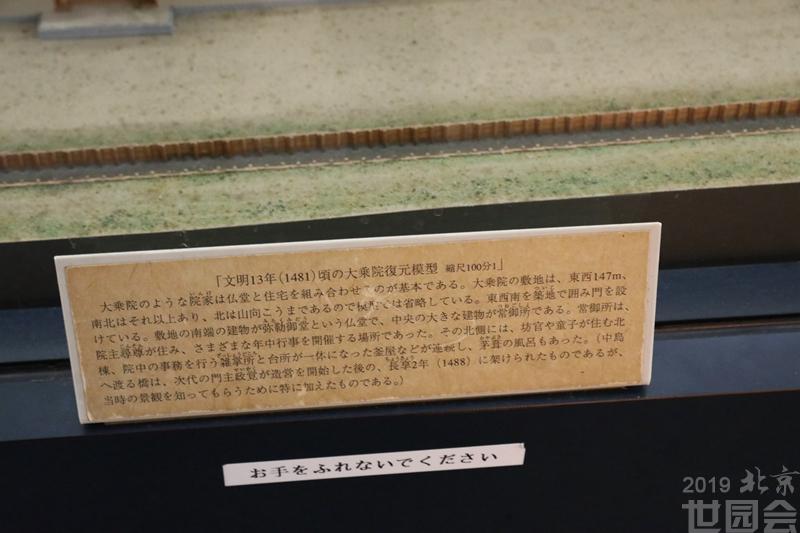 「文明13年(1481)頃の大乗院復元模型 縮尺100分1」
大乗院のような院家は仏堂と住宅を組み合わせるのが基本である。大乗院の敷地は、東西147m、
南北はそれ以上あり、北は山向こうまであるので模型では省略している。東西南を築地で囲み門を設
けている。敷地の南端の建物が弥勒御堂という仏堂で、中央の大きな建物が常御所である。常御所は、
院主尋尊が住み、さまざまな年中行事を開催する場所であった。その北側には、坊官や童子が住む北
棟、院中の事務を行う雑掌所と台所が一体になった釜屋などが連続し、茅葺の風呂もあった。(中島
へ渡る橋は、次代の門主政覚が造営を開始した後の、長享2年(1488)に架けられたものであるが、
当時の景観を知ってもらうために特に加えたものである。)
お手をふれないでください
2019 北京
世园会